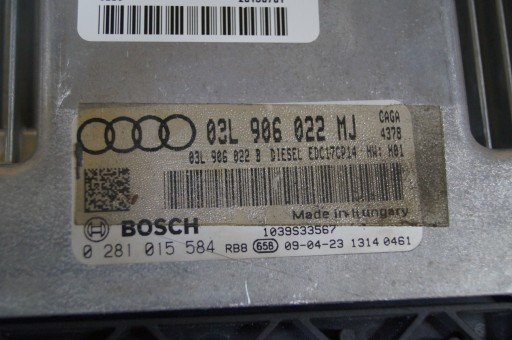 03L 906 022 MJ
CAGA
4378
03L 906 022 B DIESEL EDC17CP14 HW: H01
Made in Hungary
BOSCH
1039S33567
0 281 015 584 RB8 65B 09-04-23 1314 0461